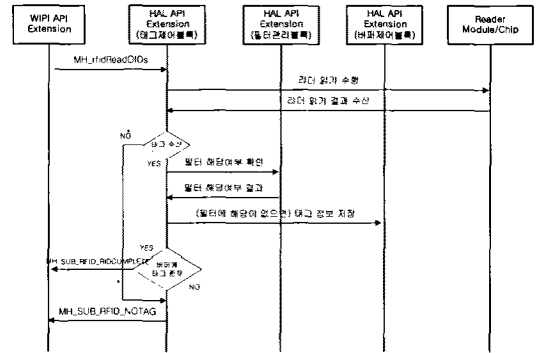 WIPI API
Extension
HAL API
Extension
(태그제어블록)
HAL API
Extension
(필터관리블록)
HAL API
Extension
(버퍼제어블록)
Reader
Module/Chip
MH_rfidReadDIOs
리더 읽기 수행
리더 읽기 결과 수신
NO
태그 수신
YES
필터 해당여부 확인
필터 해당여부 결과
(필터에 해당이 없으면) 태그 정보 저장
YES
MH_SUB_RFID_RIDCOMPLETE
버퍼에
태그 존재
NO
MH_SUB_RFID_NOTAG